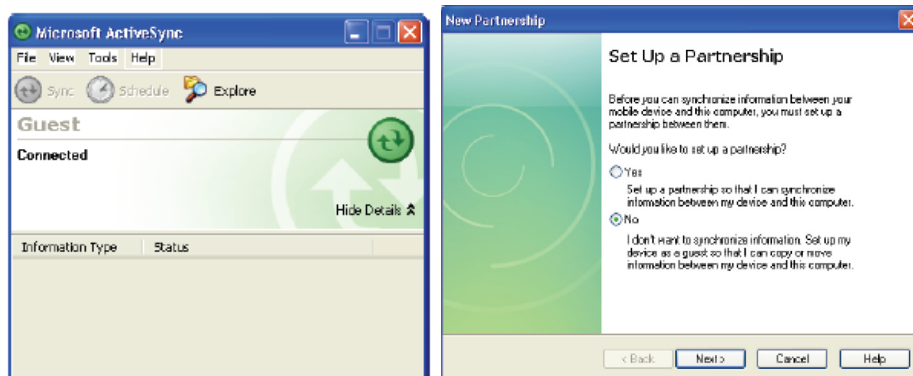 Microsoft ActiveSync
File View Tools Help
Sync Schedule Explore
Guest
Connected
Hide Details
Information Type Status
New Partnership
Set Up a Partnership
Before you can synchronize information between your
mobile device and this computer, you must set up a
partnership between them.
Would you like to set up a partnership?
Yes
Set up a partnership so that I can synchronize
information between my device and this computer.
No
I don't want to synchronize information. Set up my
device as a guest so that I can copy or move
information between my device and this computer.
< Back Next > Cancel Help